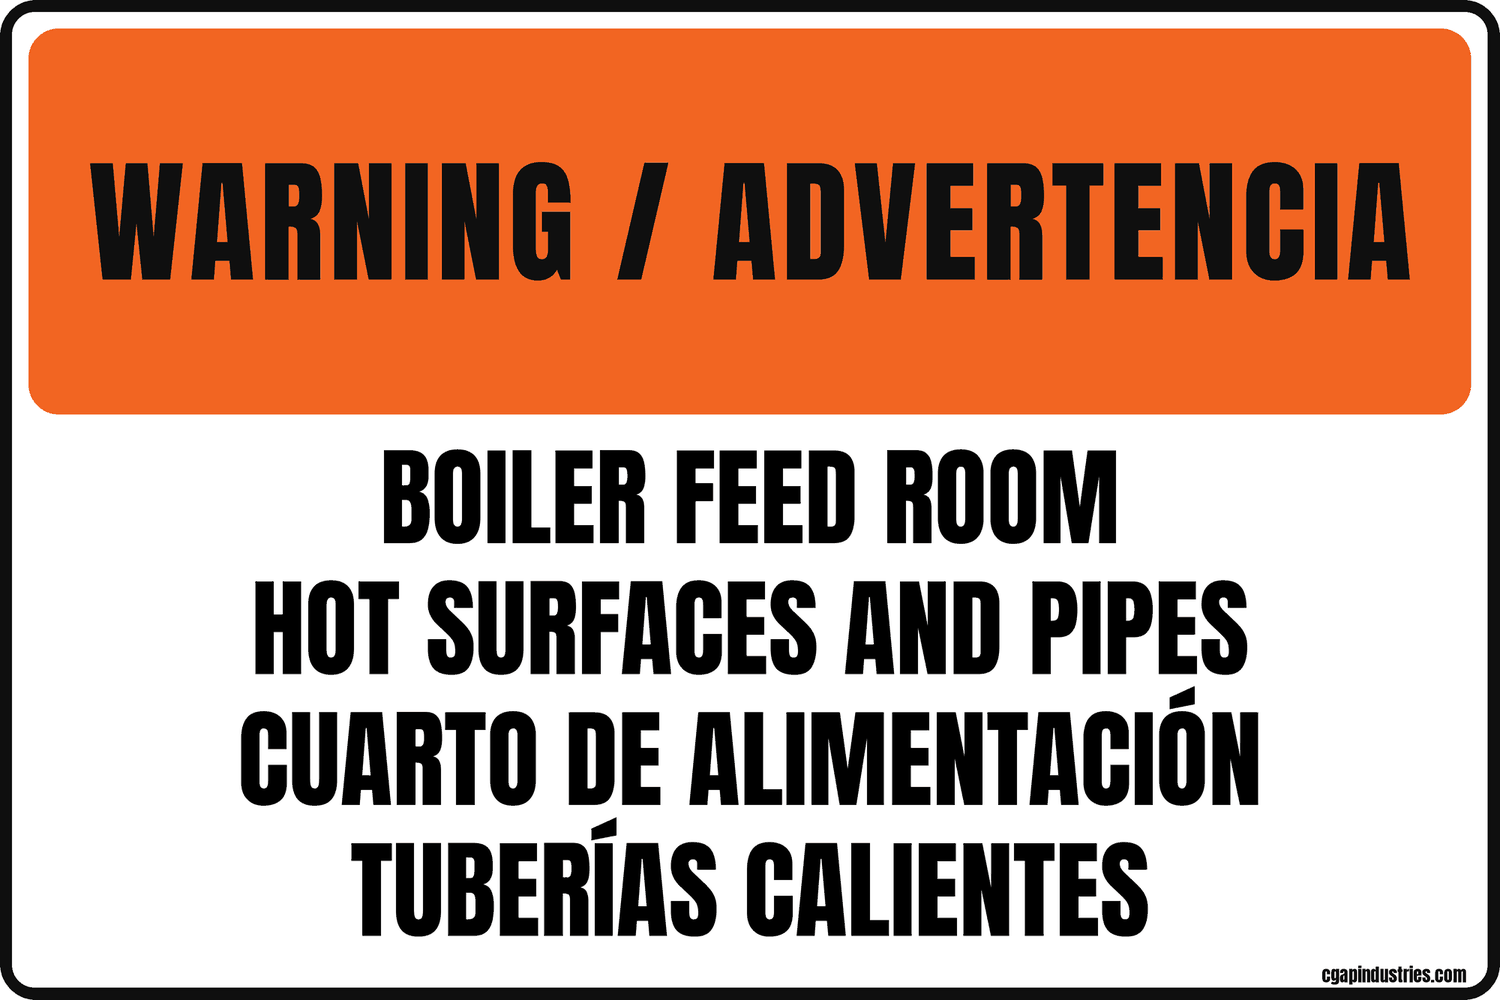 WARNING / ADVERTENCIA
BOILER FEED ROOM
HOT SURFACES AND PIPES
CUARTO DE ALIMENTACIÓN
TUBERÍAS CALIENTES
cgapindustries.com